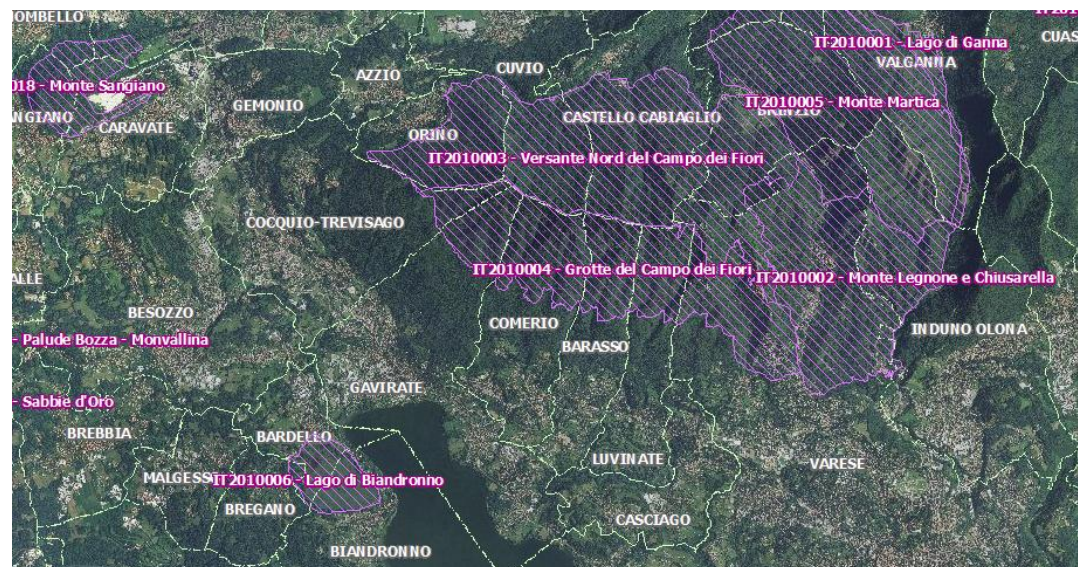 OMBELLO
IT2010001 - Lago di Ganna
CUAS
VALGANNA
CUVIO
AZZIO
018 - Monte Sangiano
GEMONIO
IT2010005 - Monte Martica
BRINZIO
CASTELLO CABIAGLIO
ANGIANO
CARAVATE
ORINO
IT2010003 - Versante Nord del Campo dei Fiori
COCQUIO-TREVISAGO
IT2010004 - Grotte del Campo dei Fiori
IT2010002 - Monte Legnone e Chiusarella
ALLE
BESOZZO
COMERIO
INDUNO OLONA
- Palude Bozza - Monvallina
BARASSO
GAVIRATE
- Sabbie d'Oro
BREBBIA
BARDELLO
LUVINATE
VARESE
MALGESS
IT2010006 - Lago di Biandronno
BREGANO
CASCIAGO
BIANDRONNO